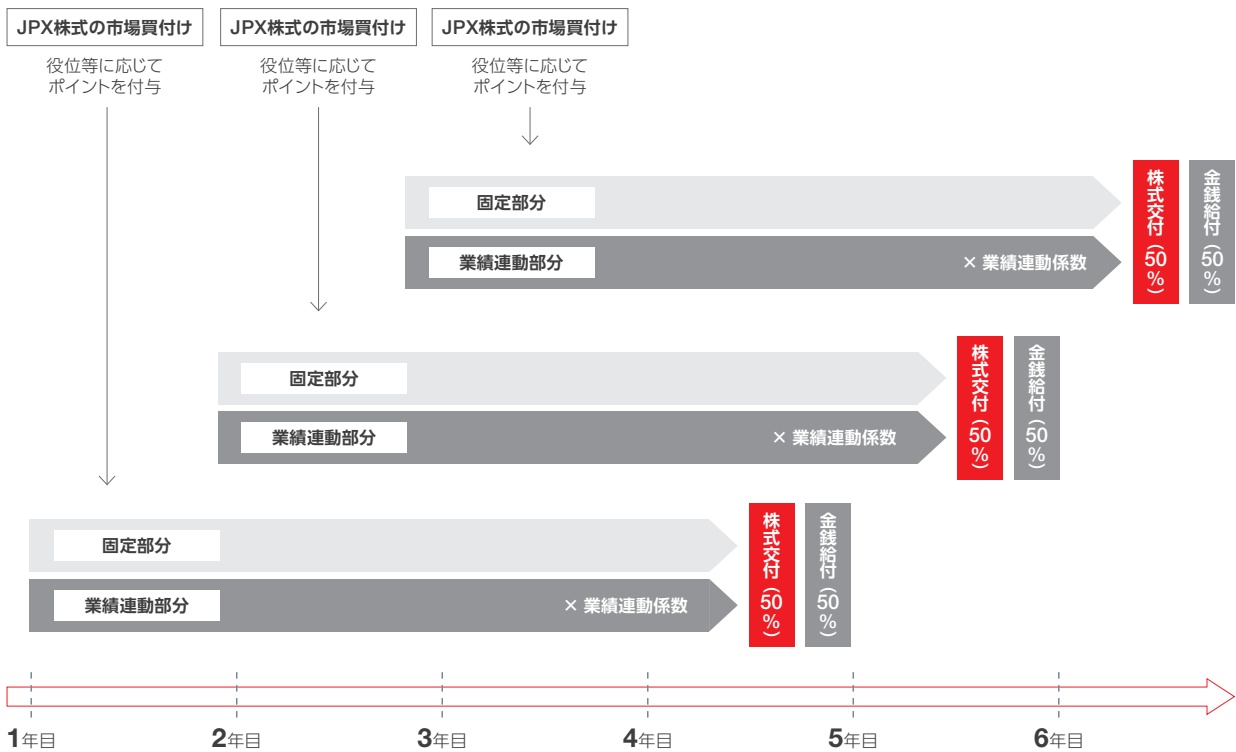 JPX株式の市場買付け
役位等に応じて
ポイントを付与
JPX株式の市場買付け
役位等に応じて
ポイントを付与
JPX株式の市場買付け
役位等に応じて
ポイントを付与
固定部分
業績連動部分
× 業績連動係数
株式交付（50%）
金銭給付（50%）
固定部分
業績連動部分
× 業績連動係数
株式交付（50%）
金銭給付（50%）
固定部分
業績連動部分
× 業績連動係数
株式交付（50%）
金銭給付（50%）
1年目
2年目
3年目
4年目
5年目
6年目